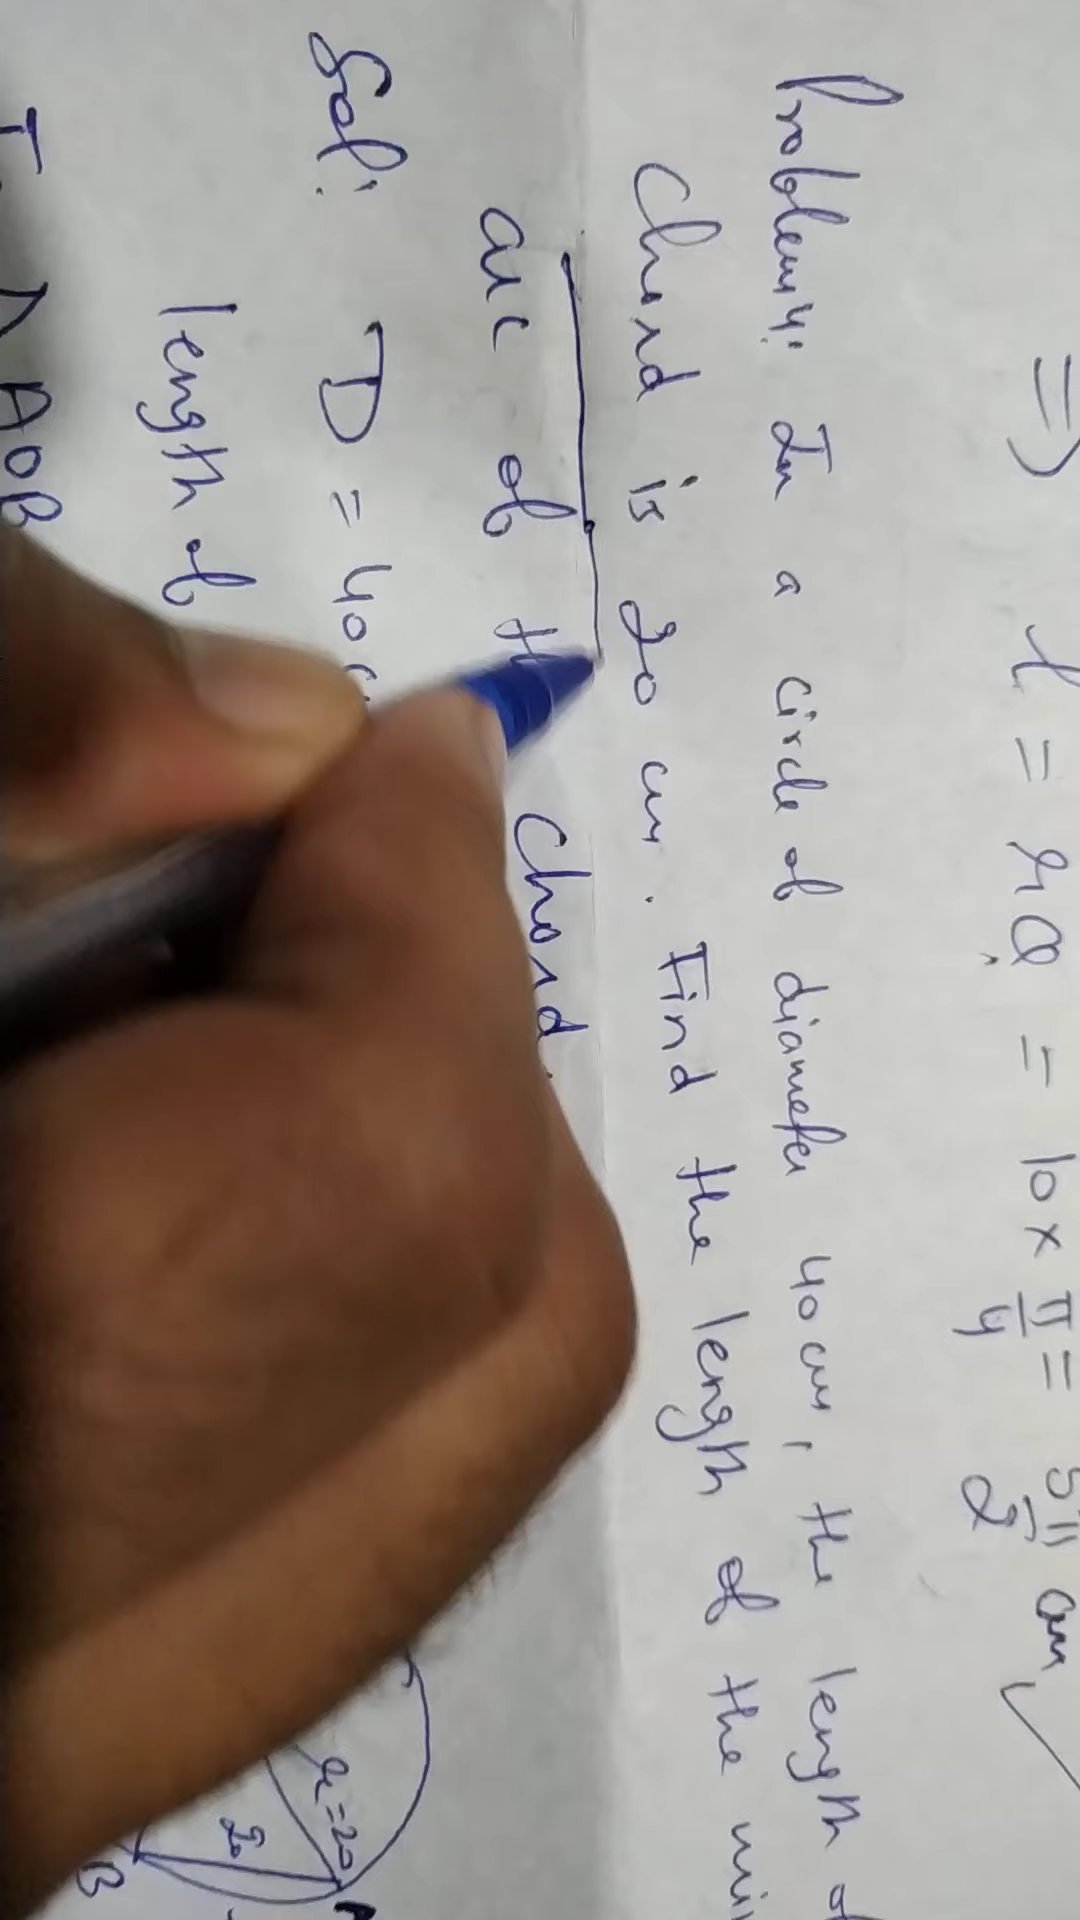 ⇒ l = rθ = 10 × π/4 = 5π/2 cm
Problem 4: In a circle of diameter 40 cm, the length of
Chord is 20 cm. Find the length of the
arc of the Chord.
Sol: D = 40
length of
r = 20
20
B
Δ AOB